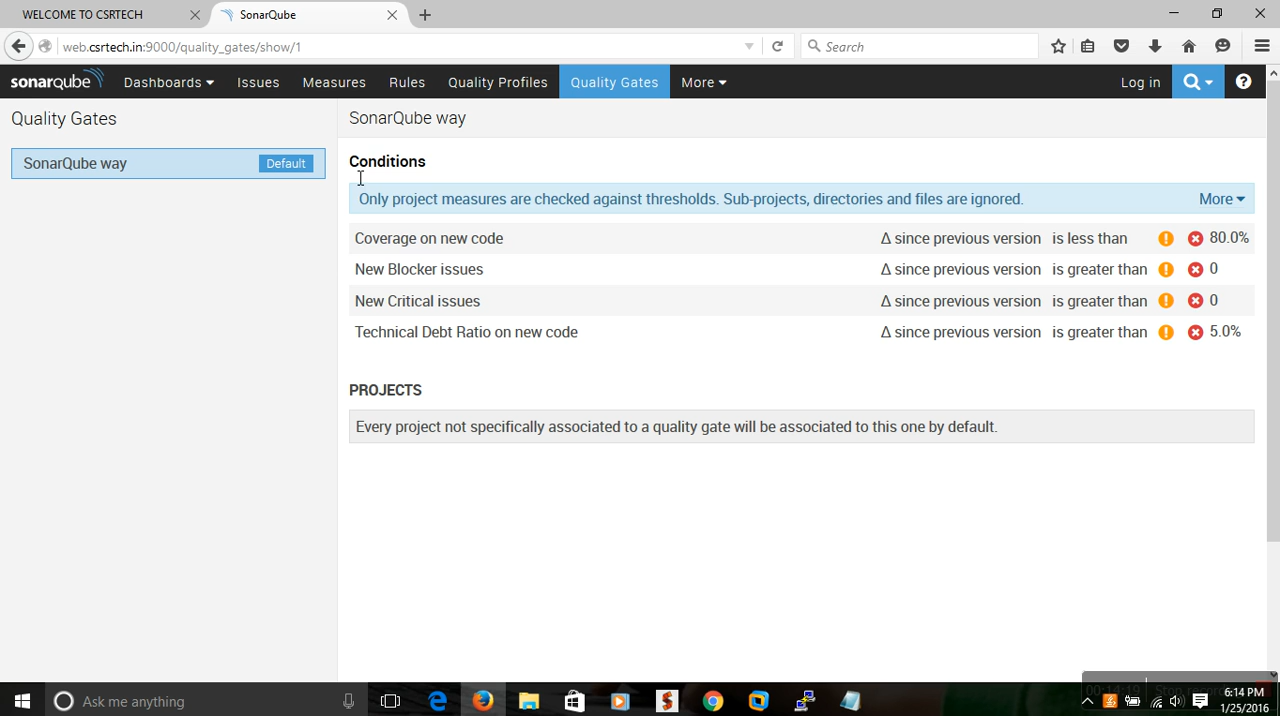 WELCOME TO CSRTECH
SonarQube
web.csrtech.in:9000/quality_gates/show/1
Search
sonarqube Dashboards Issues Measures Rules Quality Profiles Quality Gates More Log in
Quality Gates
SonarQube way Default
SonarQube way
Conditions
Only project measures are checked against thresholds. Sub-projects, directories and files are ignored. More
Coverage on new code Δ since previous version is less than 80.0%
New Blocker issues Δ since previous version is greater than 0
New Critical issues Δ since previous version is greater than 0
Technical Debt Ratio on new code Δ since previous version is greater than 5.0%
PROJECTS
Every project not specifically associated to a quality gate will be associated to this one by default.
Ask me anything
00:14:19 Stop
6:14 PM
1/25/2016